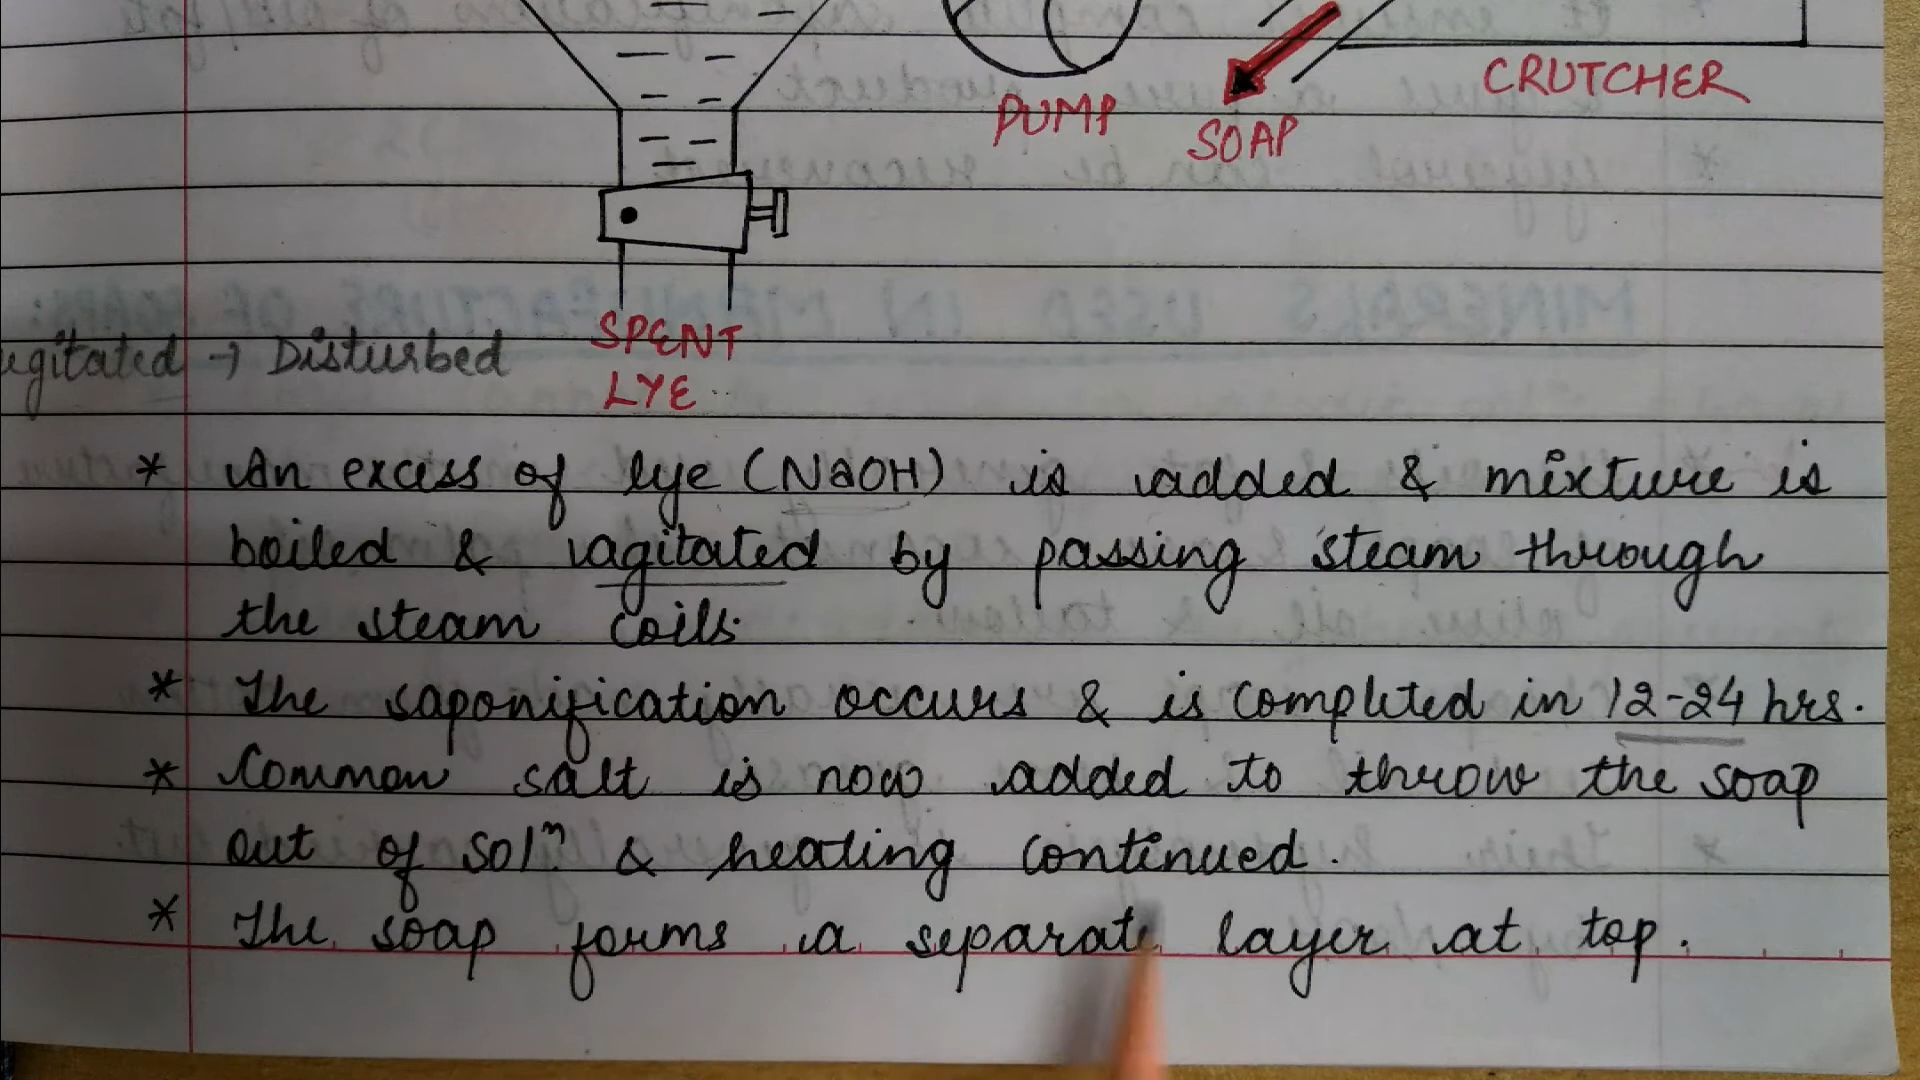 CRUTCHER
PUMP
SOAP
SPENT
LYE
agitated → Disturbed
* An excess of lye (NaOH) is added & mixture is
boiled & agitated by passing steam through
the steam coils.
* The saponification occurs & is completed in 12-24 hrs.
* Common salt is now added to throw the soap
out of solⁿ & heating continued.
* The soap forms a separate layer at top.